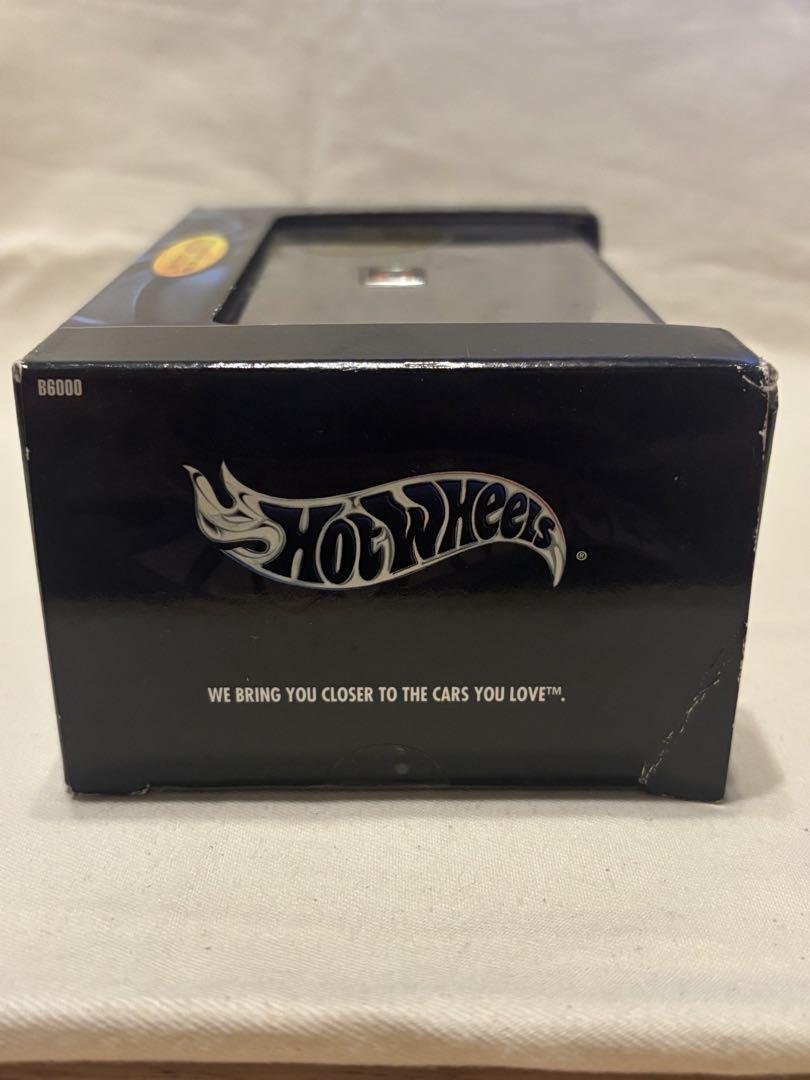 B6000
HotWheels
®
WE BRING YOU CLOSER TO THE CARS YOU LOVE™.